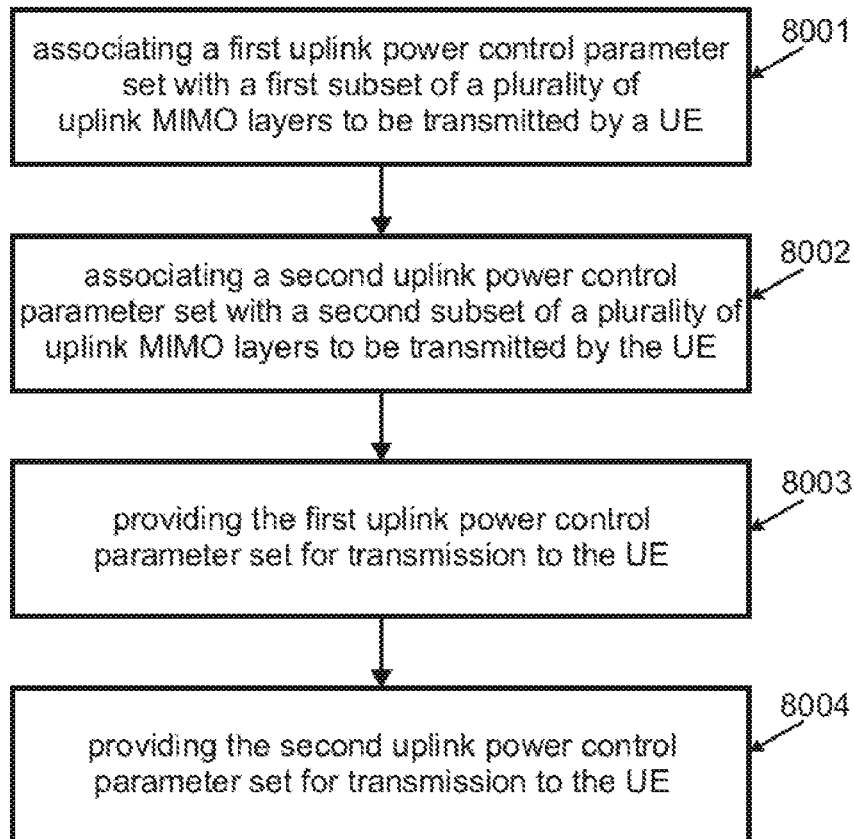 associating a first uplink power control parameter
set with a first subset of a plurality of
uplink MIMO layers to be transmitted by a UE
8001
associating a second uplink power control
parameter set with a second subset of a plurality of
uplink MIMO layers to be transmitted by the UE
8002
providing the first uplink power control
parameter set for transmission to the UE
8003
providing the second uplink power control
parameter set for transmission to the UE
8004